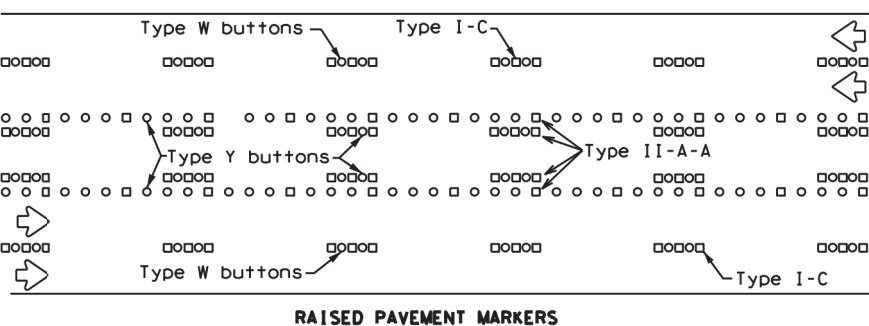 Type W buttons Type I-C
Type Y buttons Type II-A-A
Type W buttons Type I-C
RAISED PAVEMENT MARKERS